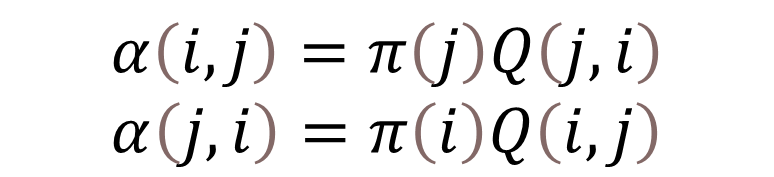 α(i,j) = π(j)Q(j,i)
α(j,i) = π(i)Q(i,j)